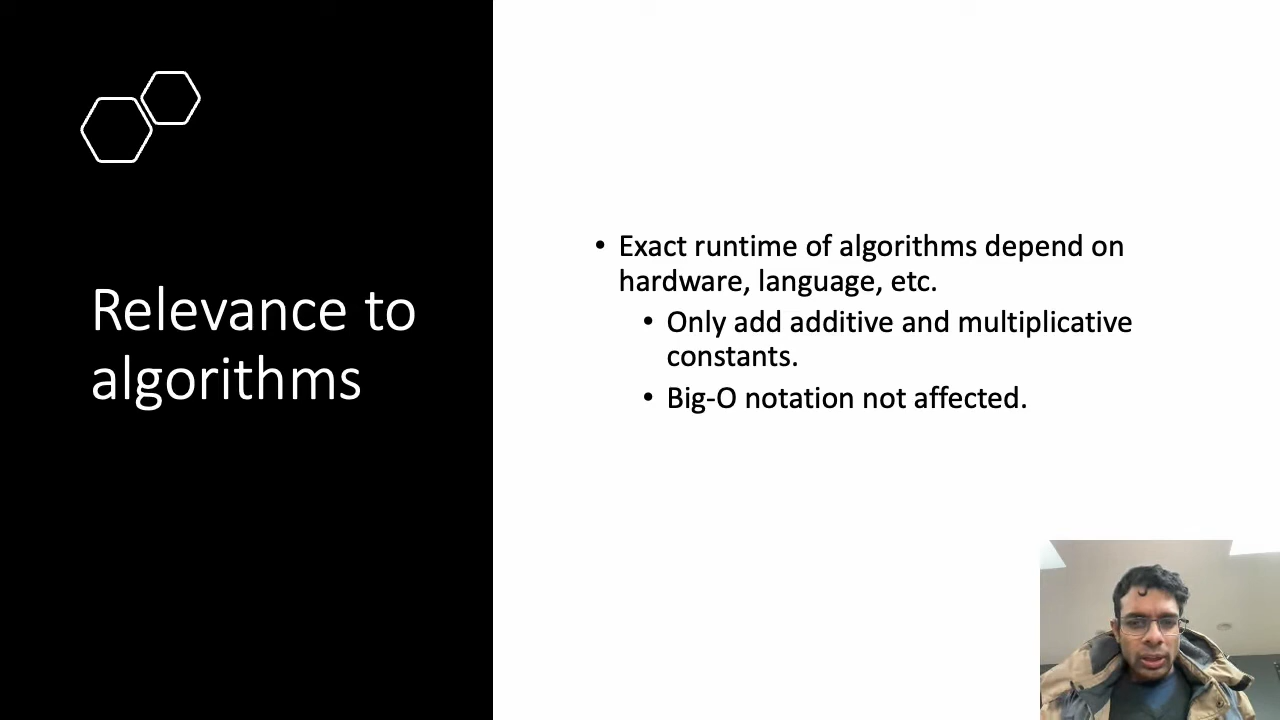 Relevance to
algorithms
• Exact runtime of algorithms depend on
hardware, language, etc.
• Only add additive and multiplicative
constants.
• Big-O notation not affected.